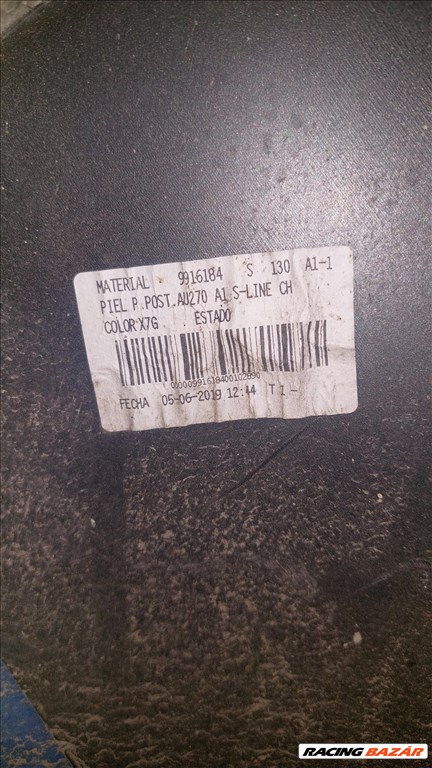 MATERIAL 9916184 S 130 A1-1
PIEL P.POST.AU270 A1 S-LINE CH
COLOR:X7G ESTADO
00000991618400102890
FECHA 05-06-2019 12:44 T I-
RACING BAZÁR